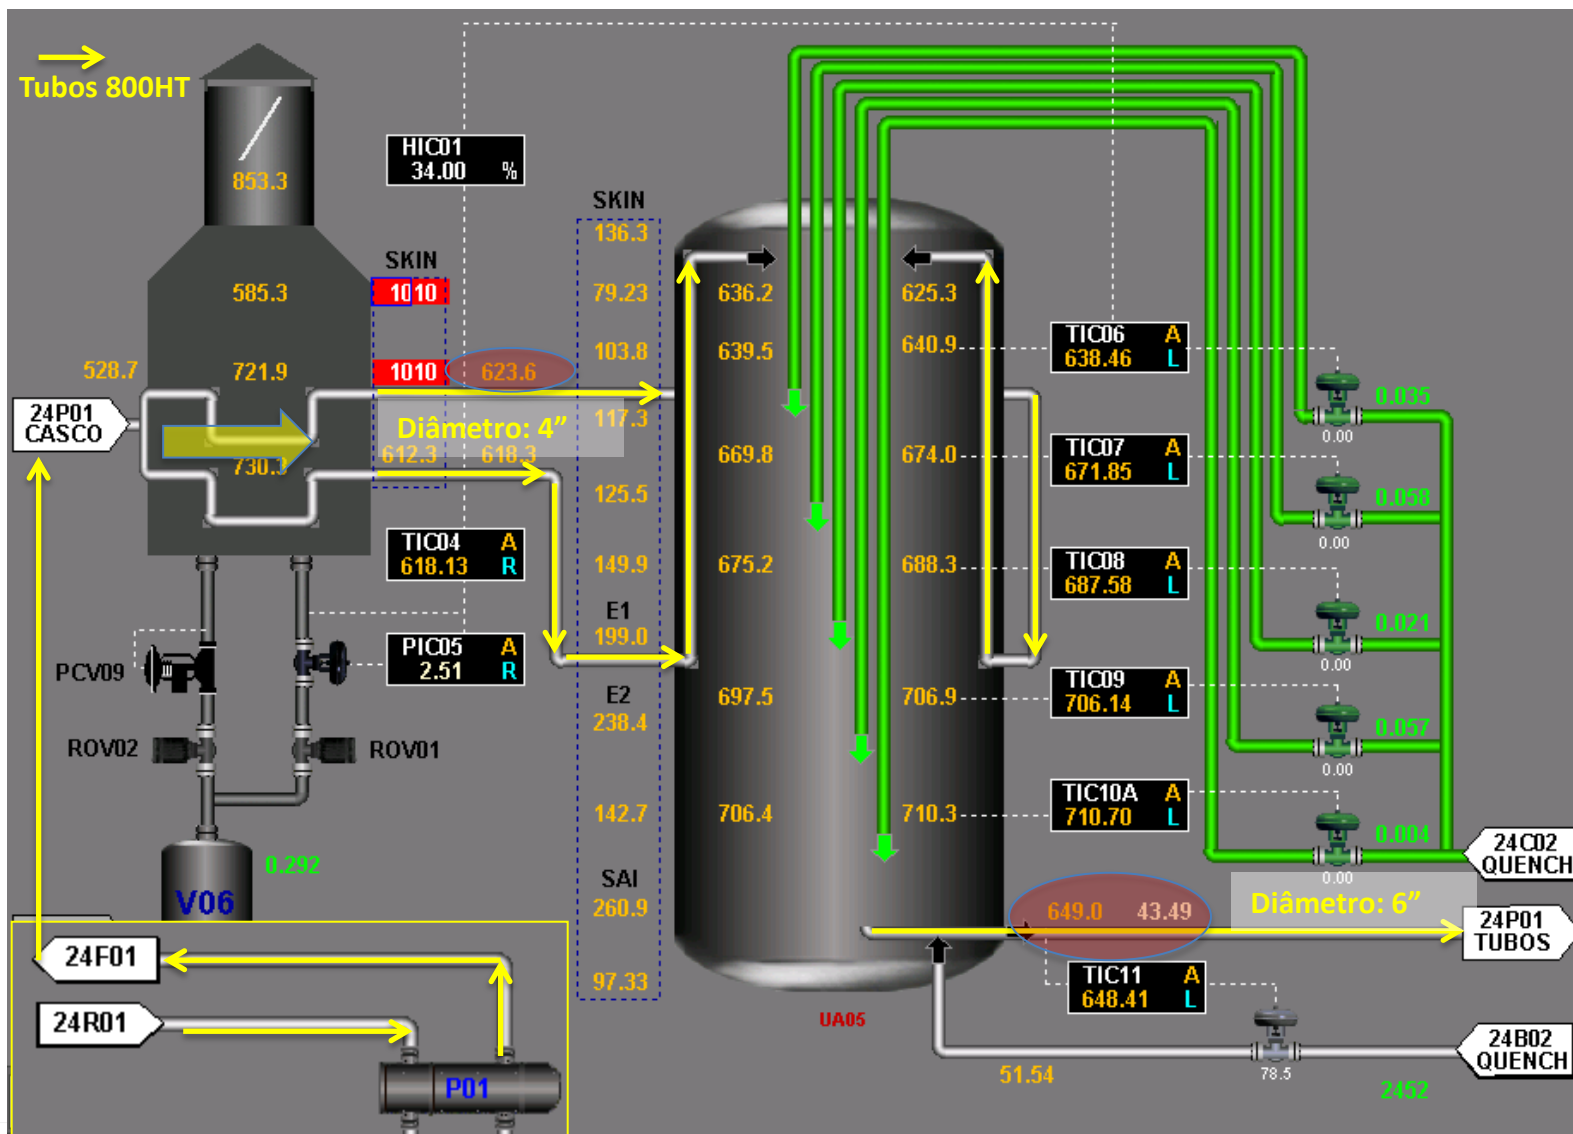 Tubos 800HT
853.3
HIC01
34.00 %
SKIN
136.3
SKIN
585.3
1010
79.23
636.2
625.3
528.7
721.9
1010
623.6
103.8
639.5
640.9
TIC06 A
638.46 L
0.035
0.00
24P01
CASCO
Diâmetro: 4”
117.3
612.3
618.3
669.8
674.0
TIC07 A
671.85 L
0.058
0.00
125.5
TIC04 A
618.13 R
149.9
675.2
688.3
TIC08 A
687.58 L
0.021
0.00
E1
199.0
PCV09
PIC05 A
2.51 R
E2
238.4
697.5
706.9
TIC09 A
706.14 L
0.057
0.00
ROV02
ROV01
142.7
706.4
710.3
TIC10A A
710.70 L
0.004
0.00
24C02
QUENCH
0.292
V06
SAI
260.9
649.0 43.49
Diâmetro: 6”
24P01
TUBOS
24F01
97.33
TIC11 A
648.41 L
24R01
UA05
24B02
QUENCH
51.54
78.5
2452
P01